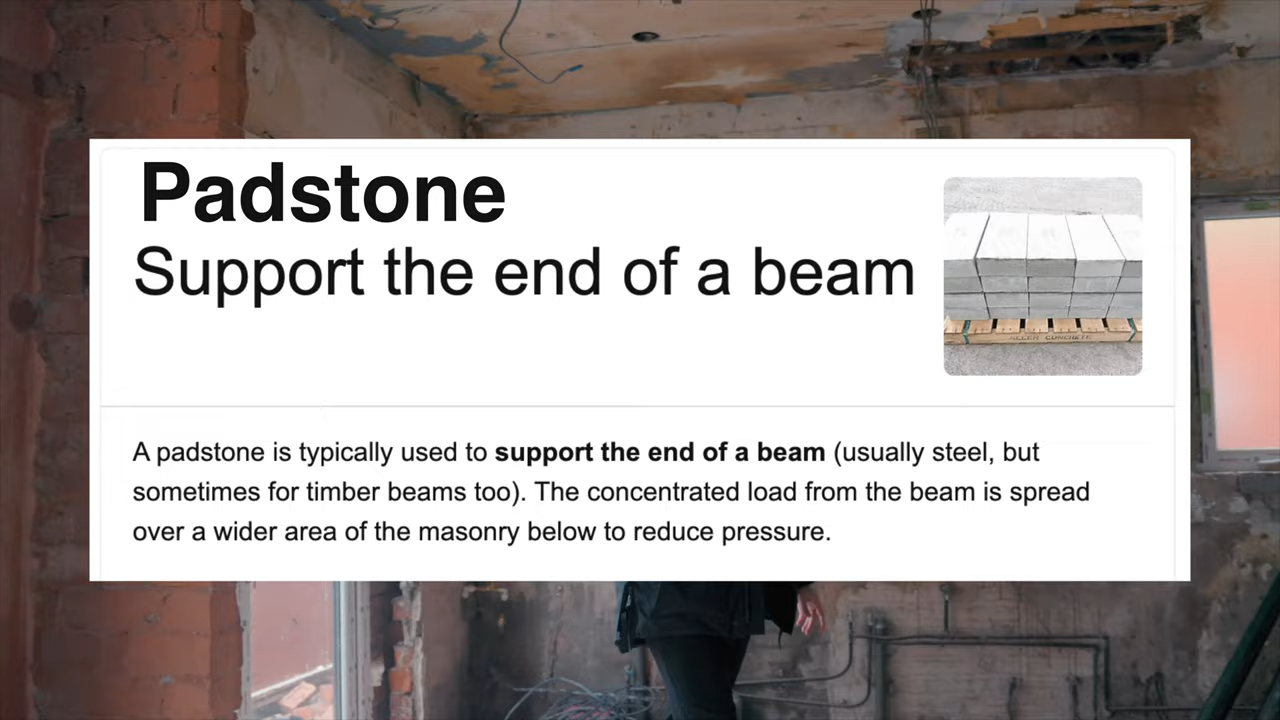 Padstone
Support the end of a beam
ALLER CONCRETE
A padstone is typically used to support the end of a beam (usually steel, but
sometimes for timber beams too). The concentrated load from the beam is spread
over a wider area of the masonry below to reduce pressure.